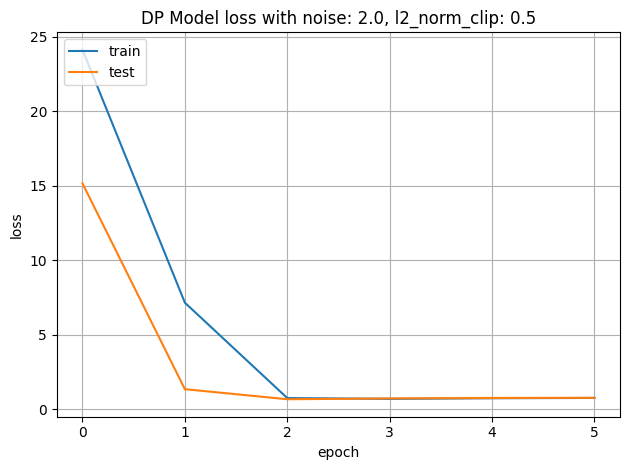 DP Model loss with noise: 2.0, l2_norm_clip: 0.5
train
test
25
20
15
10
5
0
loss
0 1 2 3 4 5
epoch